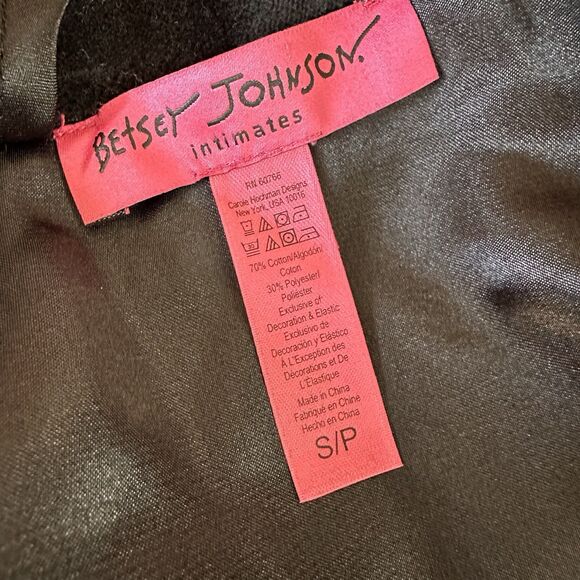 BETSEY JOHNSON.
intimates
RN 60766
Carole Hochman Designs
New York, USA 10016
70% Cotton/Algodón/
Coton
30% Polyester/
Poliéster
Exclusive of
Decoration & Elastic
Exclusivo de
Decoración y Elástico
À L'Exception des
Décorations et De
L'Élastique
Made in China
Fabriqué en Chine
Hecho en China
S/P